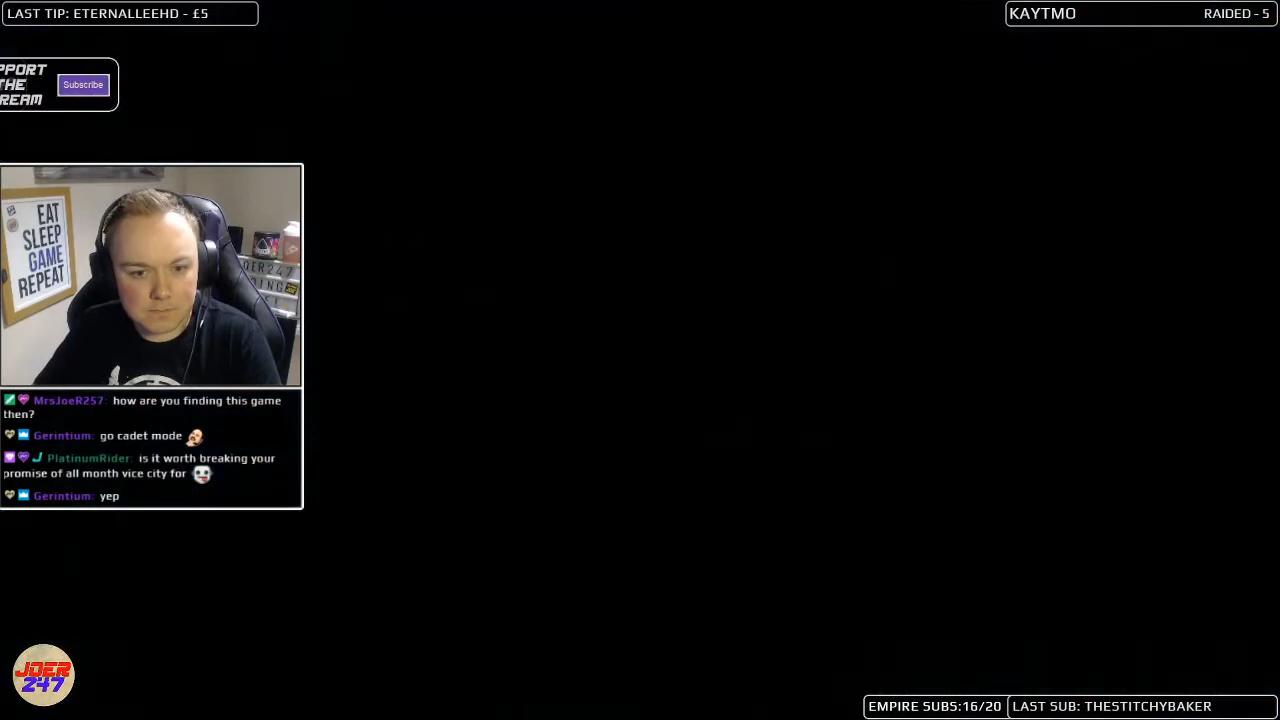 LAST TIP: ETERNALLEEHD - £5
KAYTMO RAIDED - 5
PPORT
THE
REAM
Subscribe
EAT
SLEEP
GAME
REPEAT
MrsJoeR257: how are you finding this game
then?
Gerintium: go cadet mode
PlatinumRider: is it worth breaking your
promise of all month vice city for
Gerintium: yep
JOER
247
EMPIRE SUBS:16/20
LAST SUB: THESTITCHYBAKER